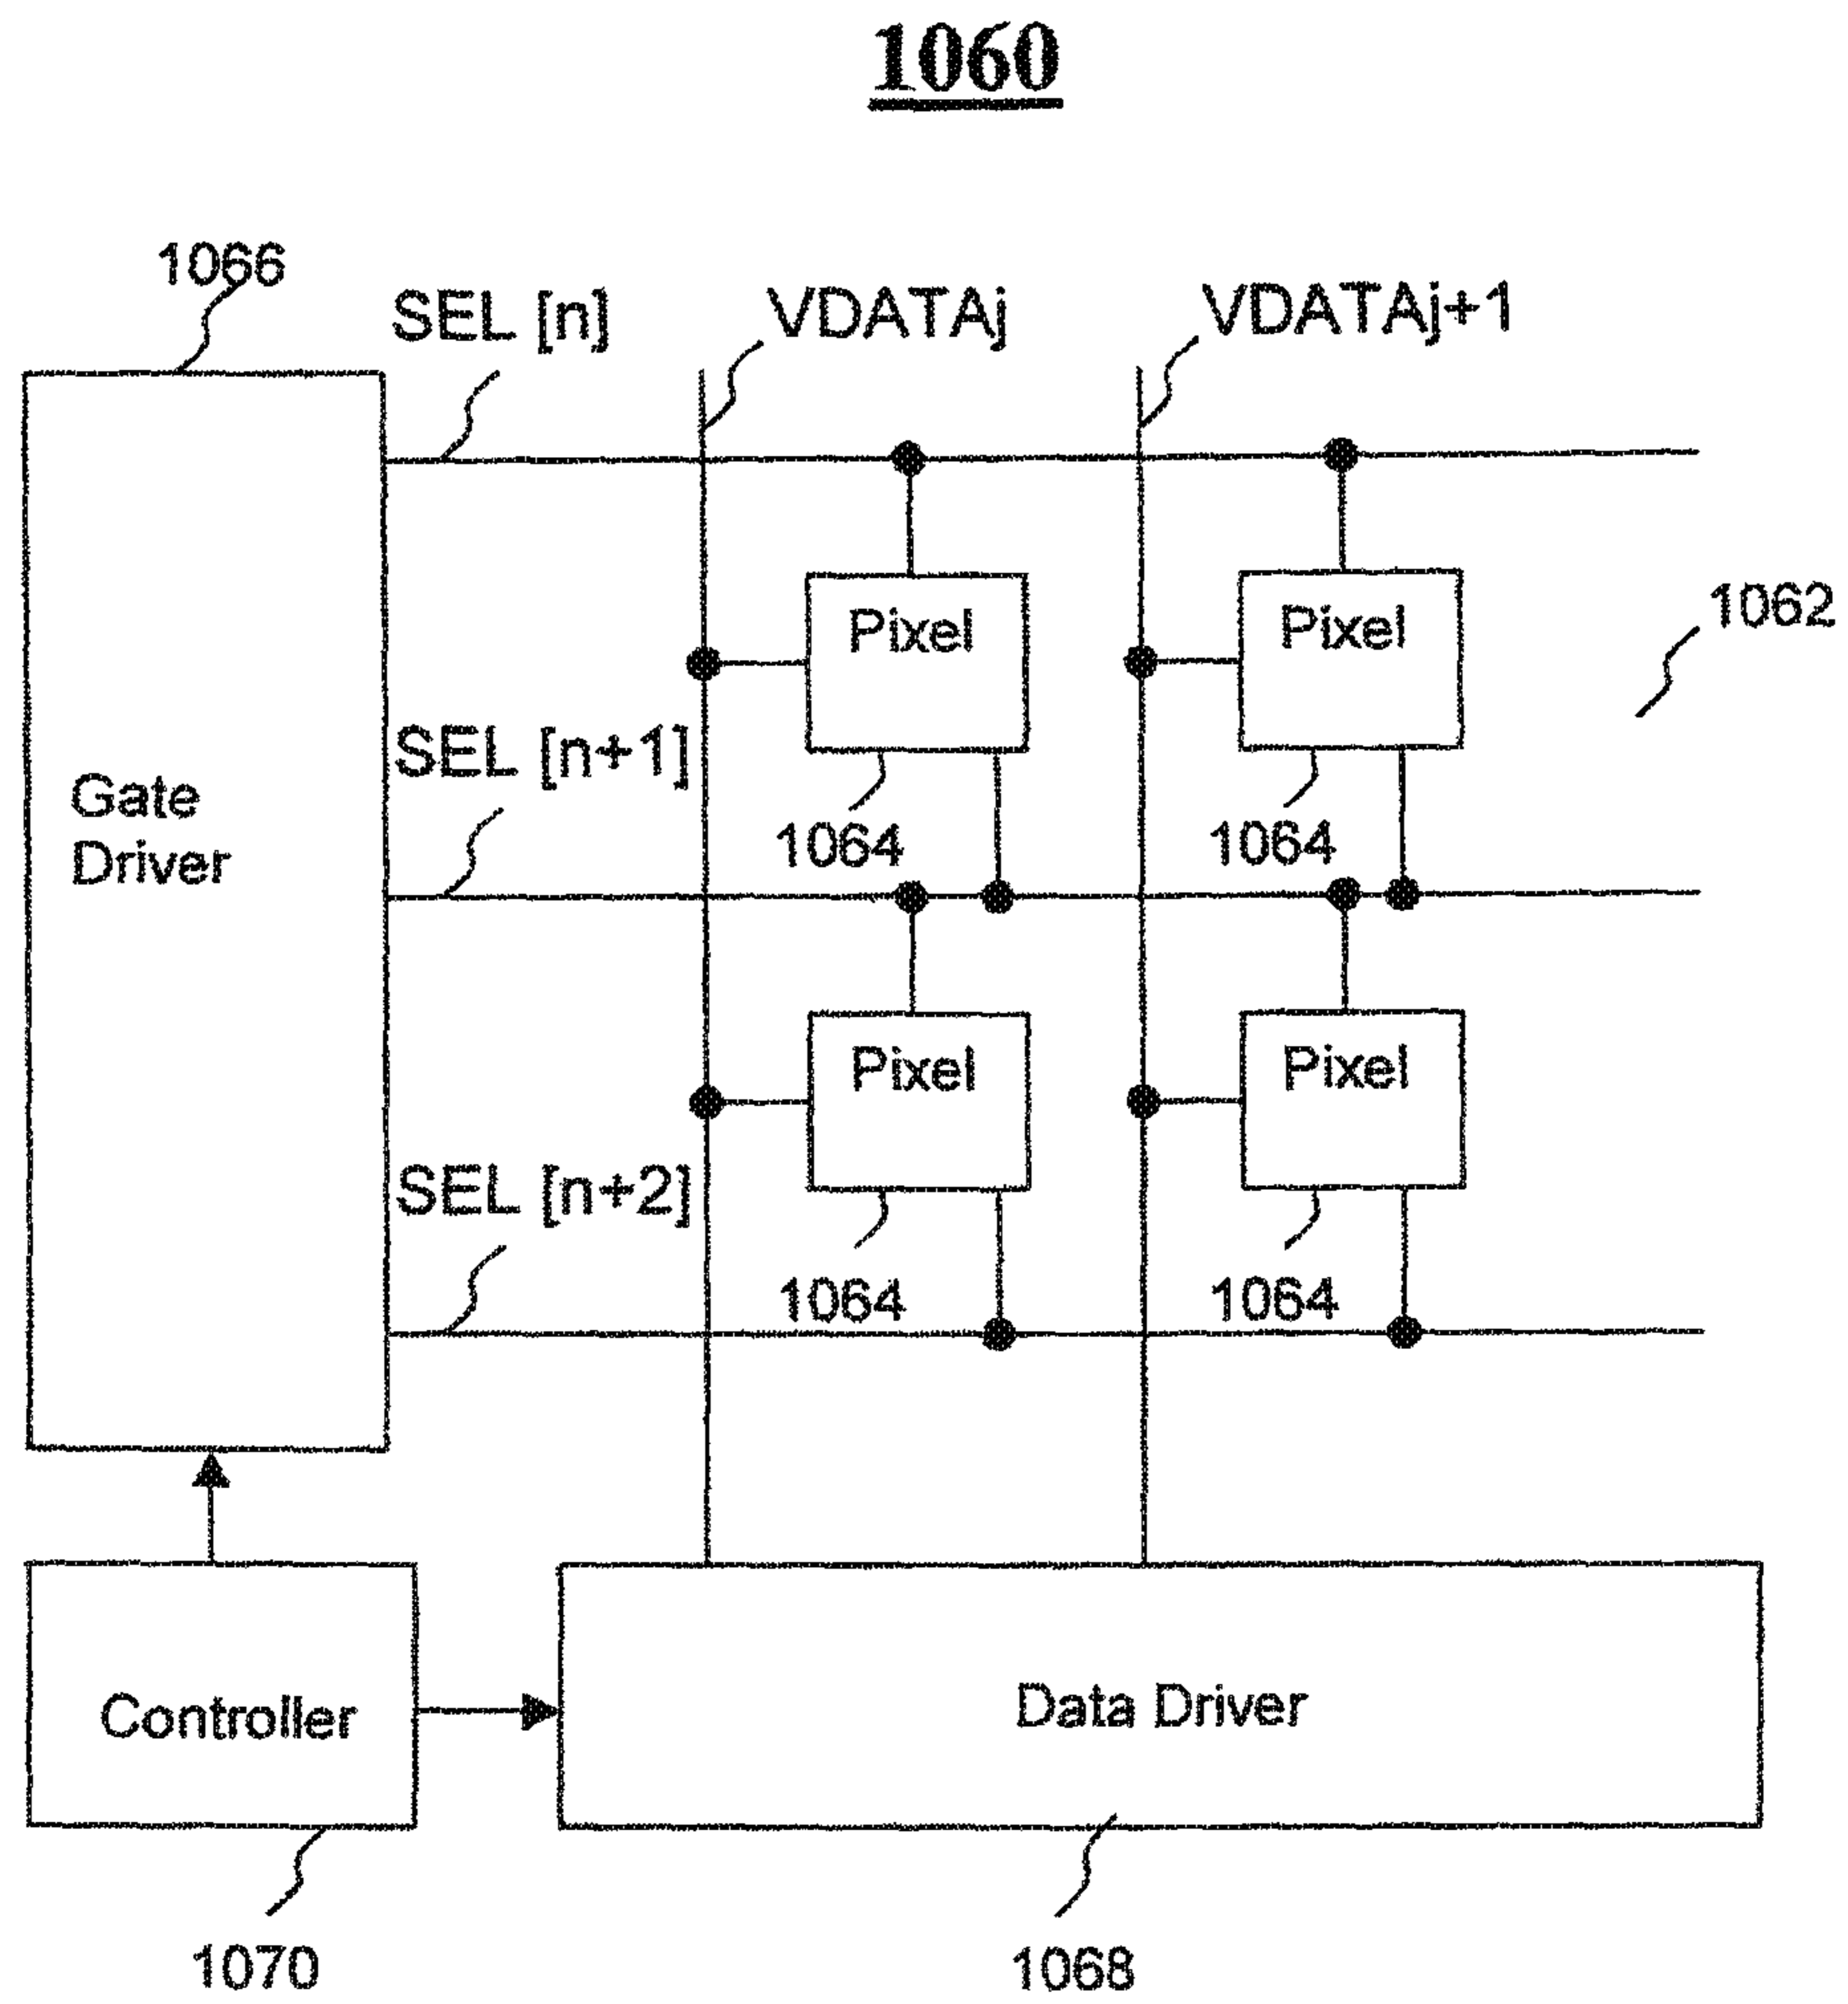 1060
1066
SEL [n]
VDATAj
VDATAj+1
Pixel
Pixel
1062
SEL [n+1]
Gate
Driver
1064
1064
Pixel
Pixel
SEL [n+2]
1064
1064
Controller
Data Driver
1070
1068